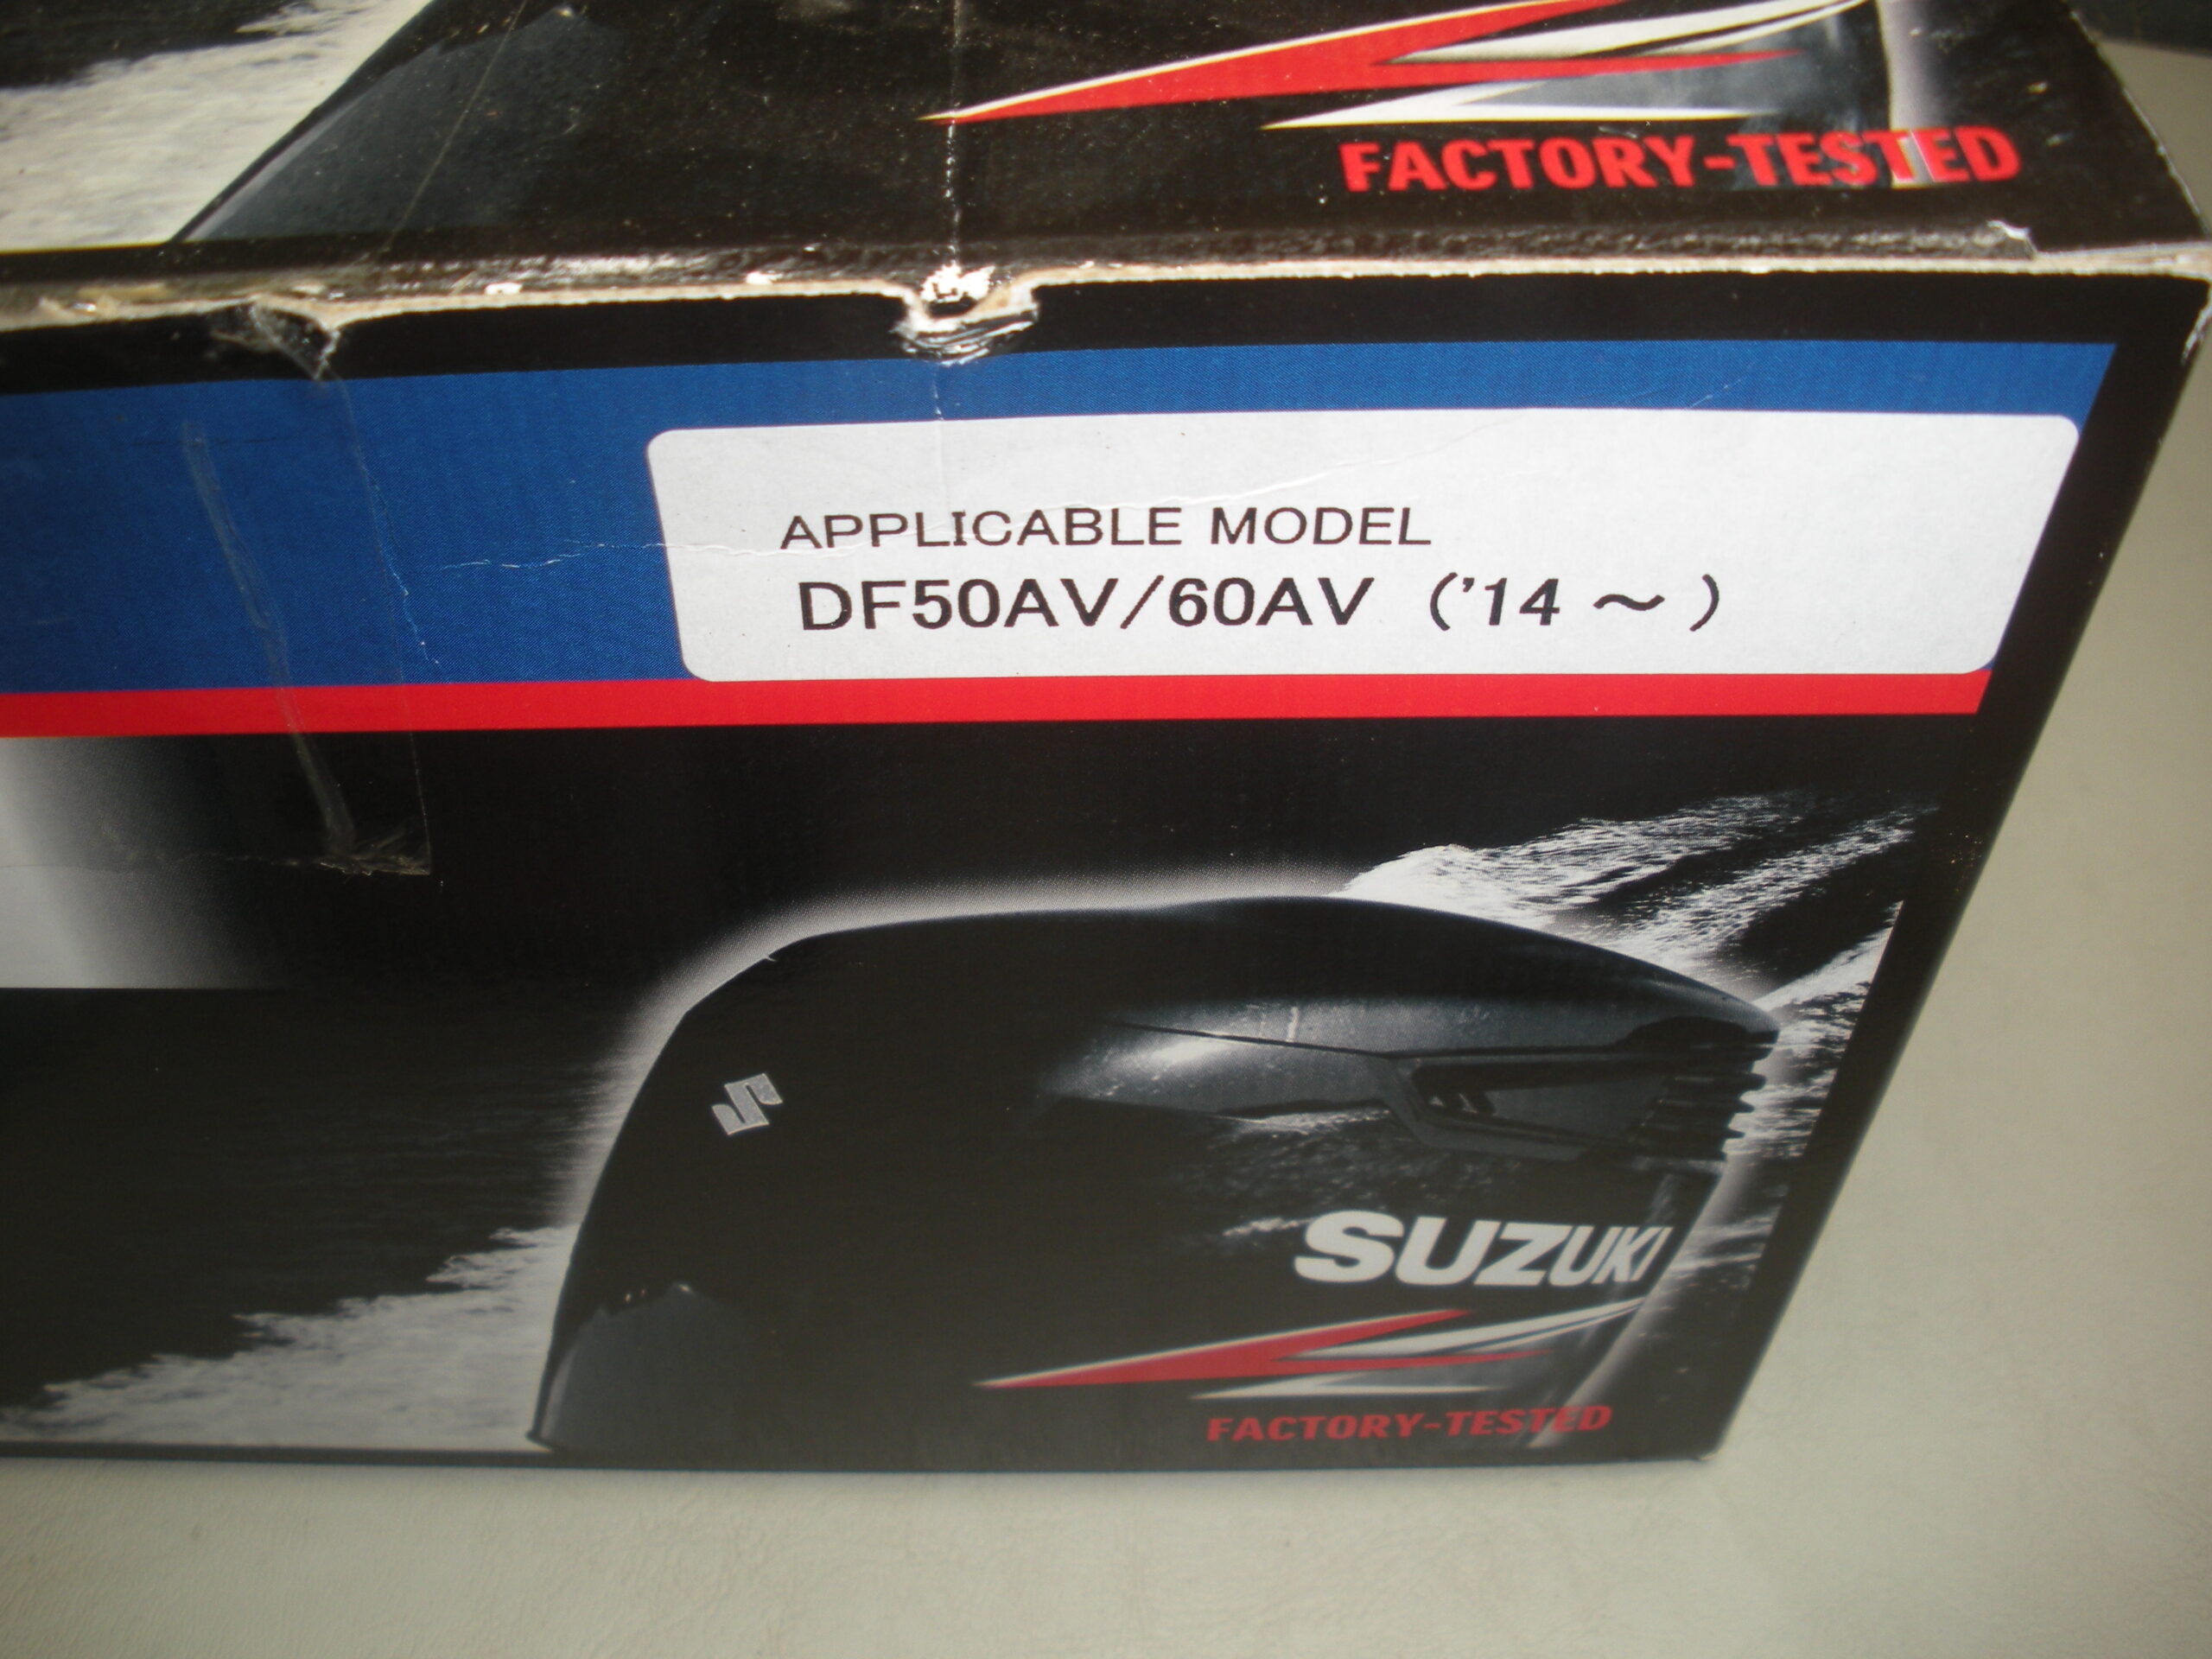 FACTORY-TESTED
APPLICABLE MODEL
DF50AV/60AV ('14 ～ )
SUZUKI
FACTORY-TESTED